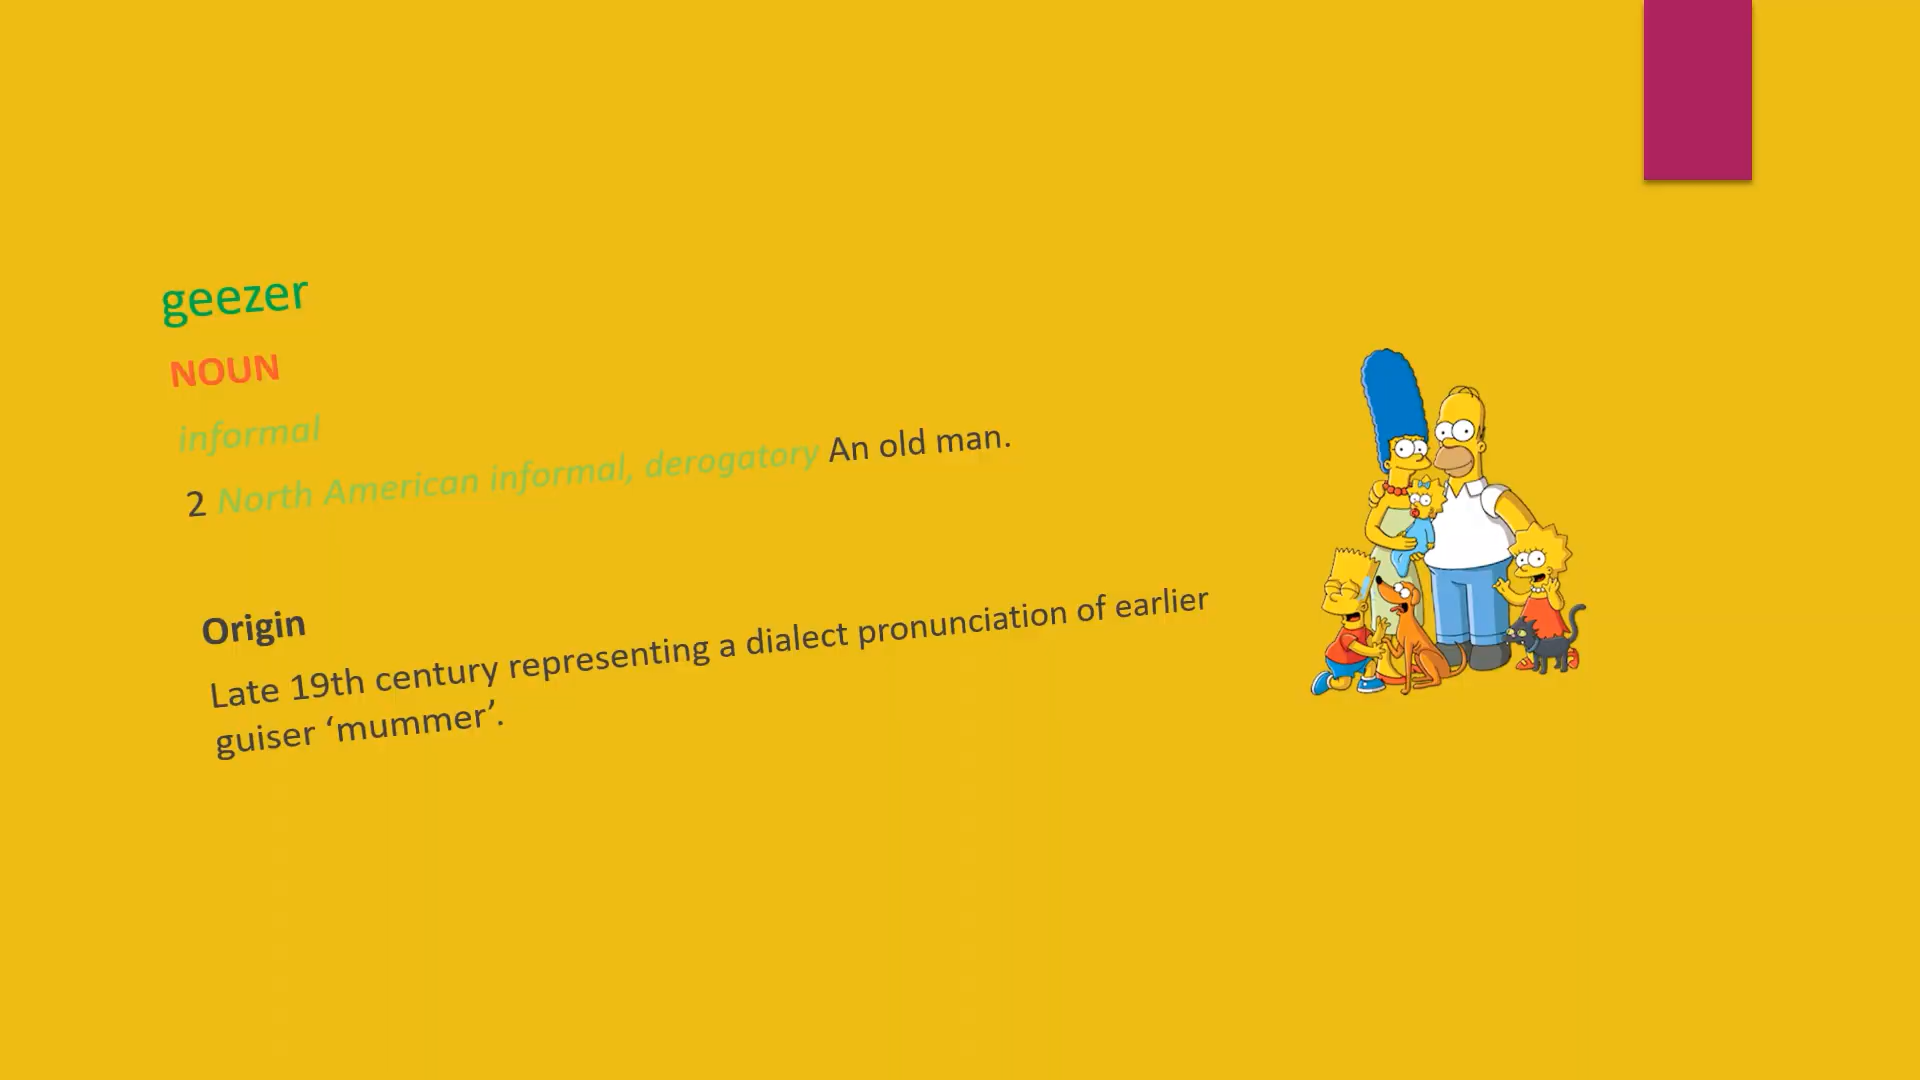 geezer
NOUN
informal
2 North American informal, derogatory An old man.
Origin
Late 19th century representing a dialect pronunciation of earlier
guiser ‘mummer’.